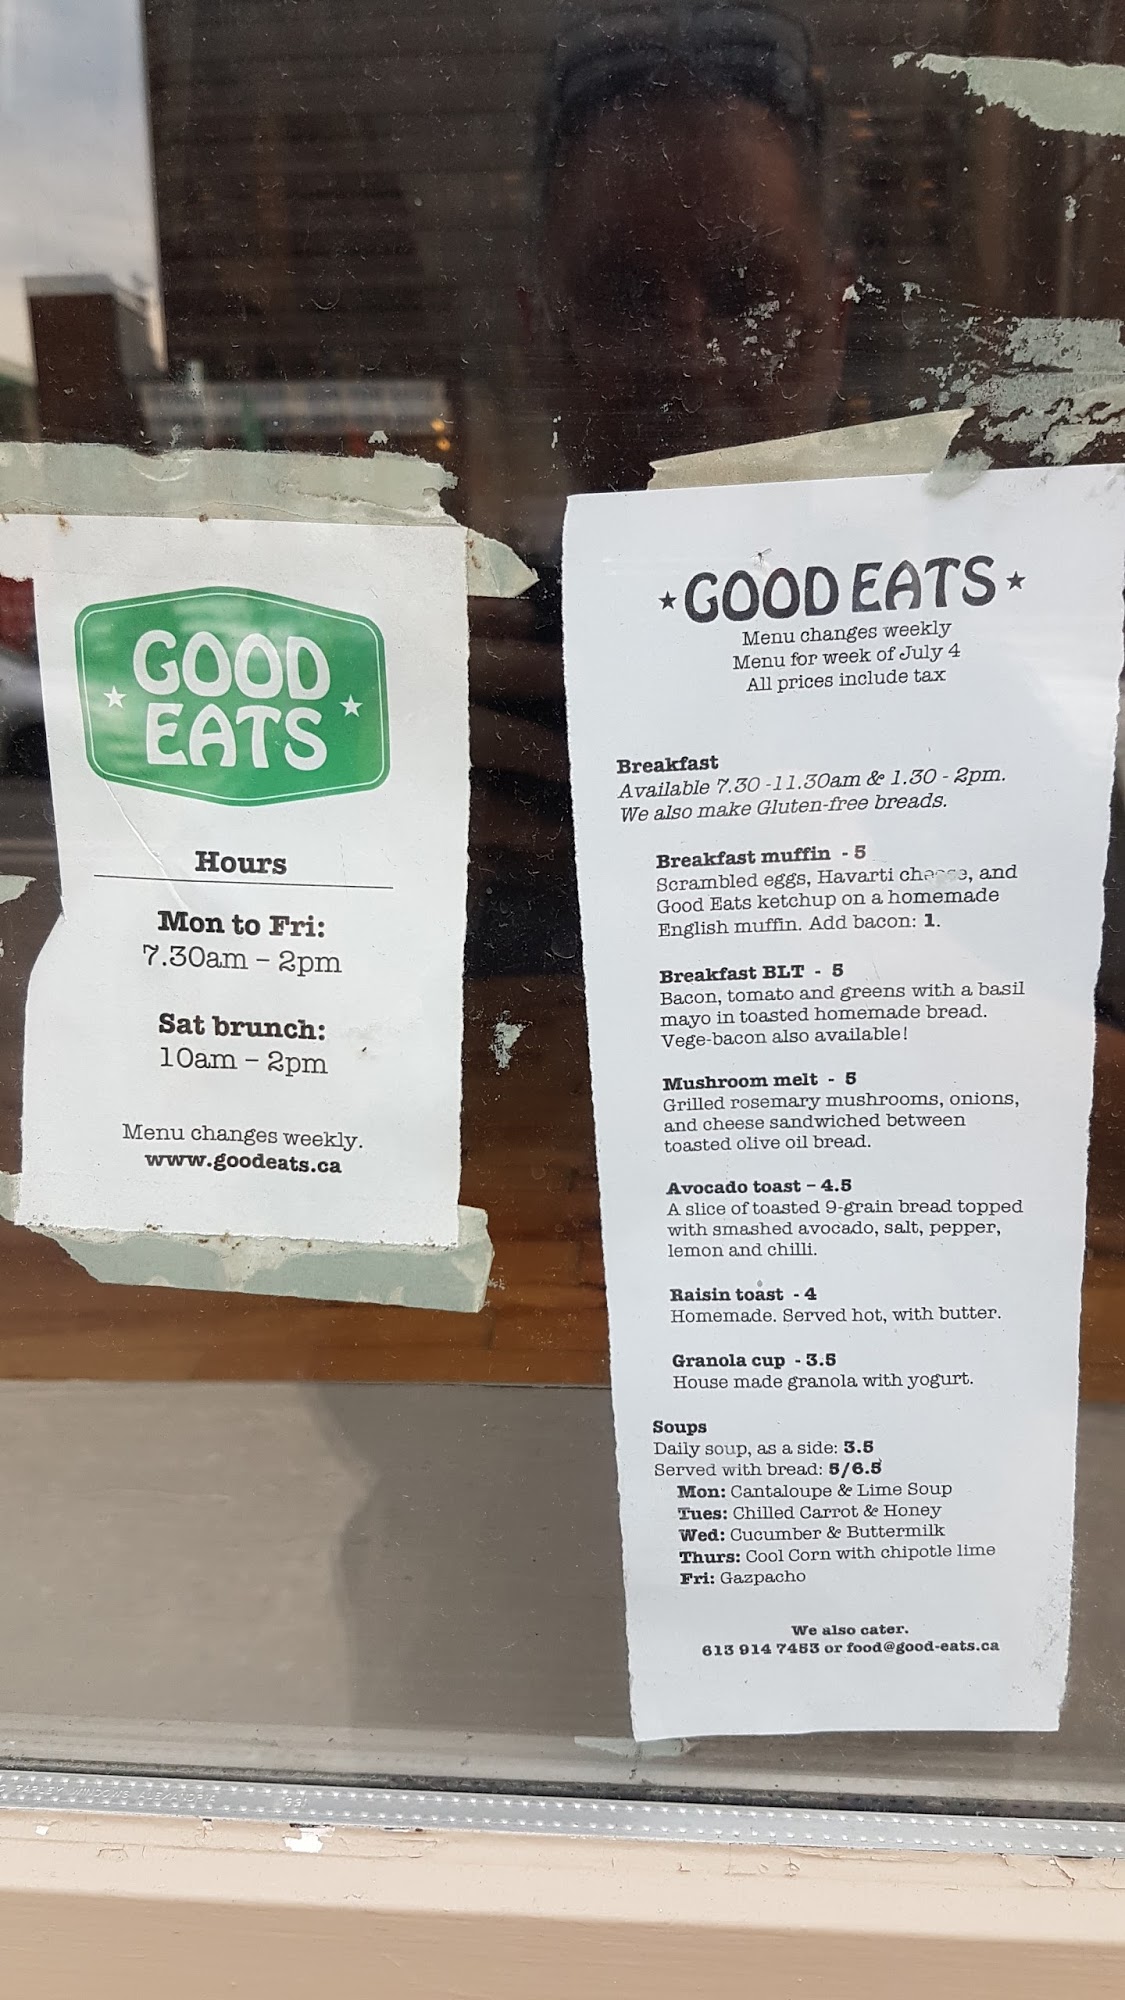 GOOD
EATS
Hours
Mon to Fri:
7.30am – 2pm
Sat brunch:
10am – 2pm
Menu changes weekly.
www.goodeats.ca
GOOD EATS
Menu changes weekly
Menu for week of July 4
All prices include tax
Breakfast
Available 7.30 -11.30am & 1.30 - 2pm.
We also make Gluten-free breads.
Breakfast muffin - 5
Scrambled eggs, Havarti cheese, and
Good Eats ketchup on a homemade
English muffin. Add bacon: 1.
Breakfast BLT - 5
Bacon, tomato and greens with a basil
mayo in toasted homemade bread.
Vege-bacon also available!
Mushroom melt - 5
Grilled rosemary mushrooms, onions,
and cheese sandwiched between
toasted olive oil bread.
Avocado toast – 4.5
A slice of toasted 9-grain bread topped
with smashed avocado, salt, pepper,
lemon and chilli.
Raisin toast - 4
Homemade. Served hot, with butter.
Granola cup - 3.5
House made granola with yogurt.
Soups
Daily soup, as a side: 3.5
Served with bread: 5/6.5
Mon: Cantaloupe & Lime Soup
Tues: Chilled Carrot & Honey
Wed: Cucumber & Buttermilk
Thurs: Cool Corn with chipotle lime
Fri: Gazpacho
We also cater.
613 914 7453 or food@good-eats.ca
FARLEY WINDOWS ALEXANDRIA